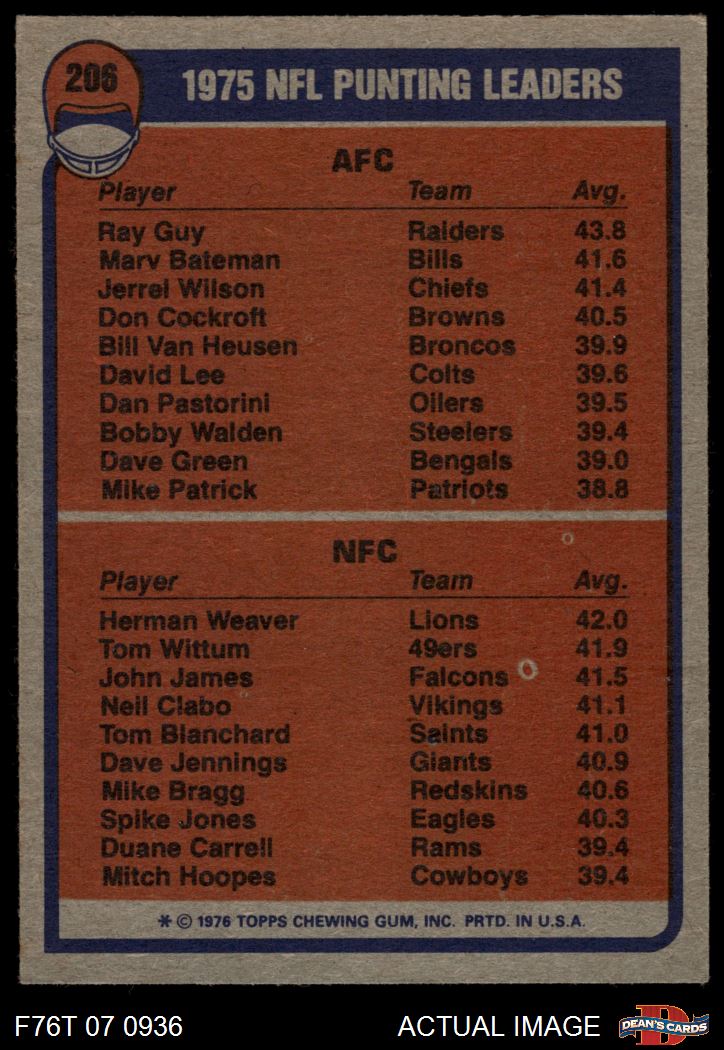 206
1975 NFL PUNTING LEADERS
AFC
Player Team Avg.
Ray Guy Raiders 43.8
Marv Bateman Bills 41.6
Jerrel Wilson Chiefs 41.4
Don Cockroft Browns 40.5
Bill Van Heusen Broncos 39.9
David Lee Colts 39.6
Dan Pastorini Oilers 39.5
Bobby Walden Steelers 39.4
Dave Green Bengals 39.0
Mike Patrick Patriots 38.8
NFC
Player Team Avg.
Herman Weaver Lions 42.0
Tom Wittum 49ers 41.9
John James Falcons 41.5
Neil Clabo Vikings 41.1
Tom Blanchard Saints 41.0
Dave Jennings Giants 40.9
Mike Bragg Redskins 40.6
Spike Jones Eagles 40.3
Duane Carrell Rams 39.4
Mitch Hoopes Cowboys 39.4
* © 1976 TOPPS CHEWING GUM, INC. PRTD. IN U.S.A.
F76T 07 0936 ACTUAL IMAGE
D
DEAN'S CARDS